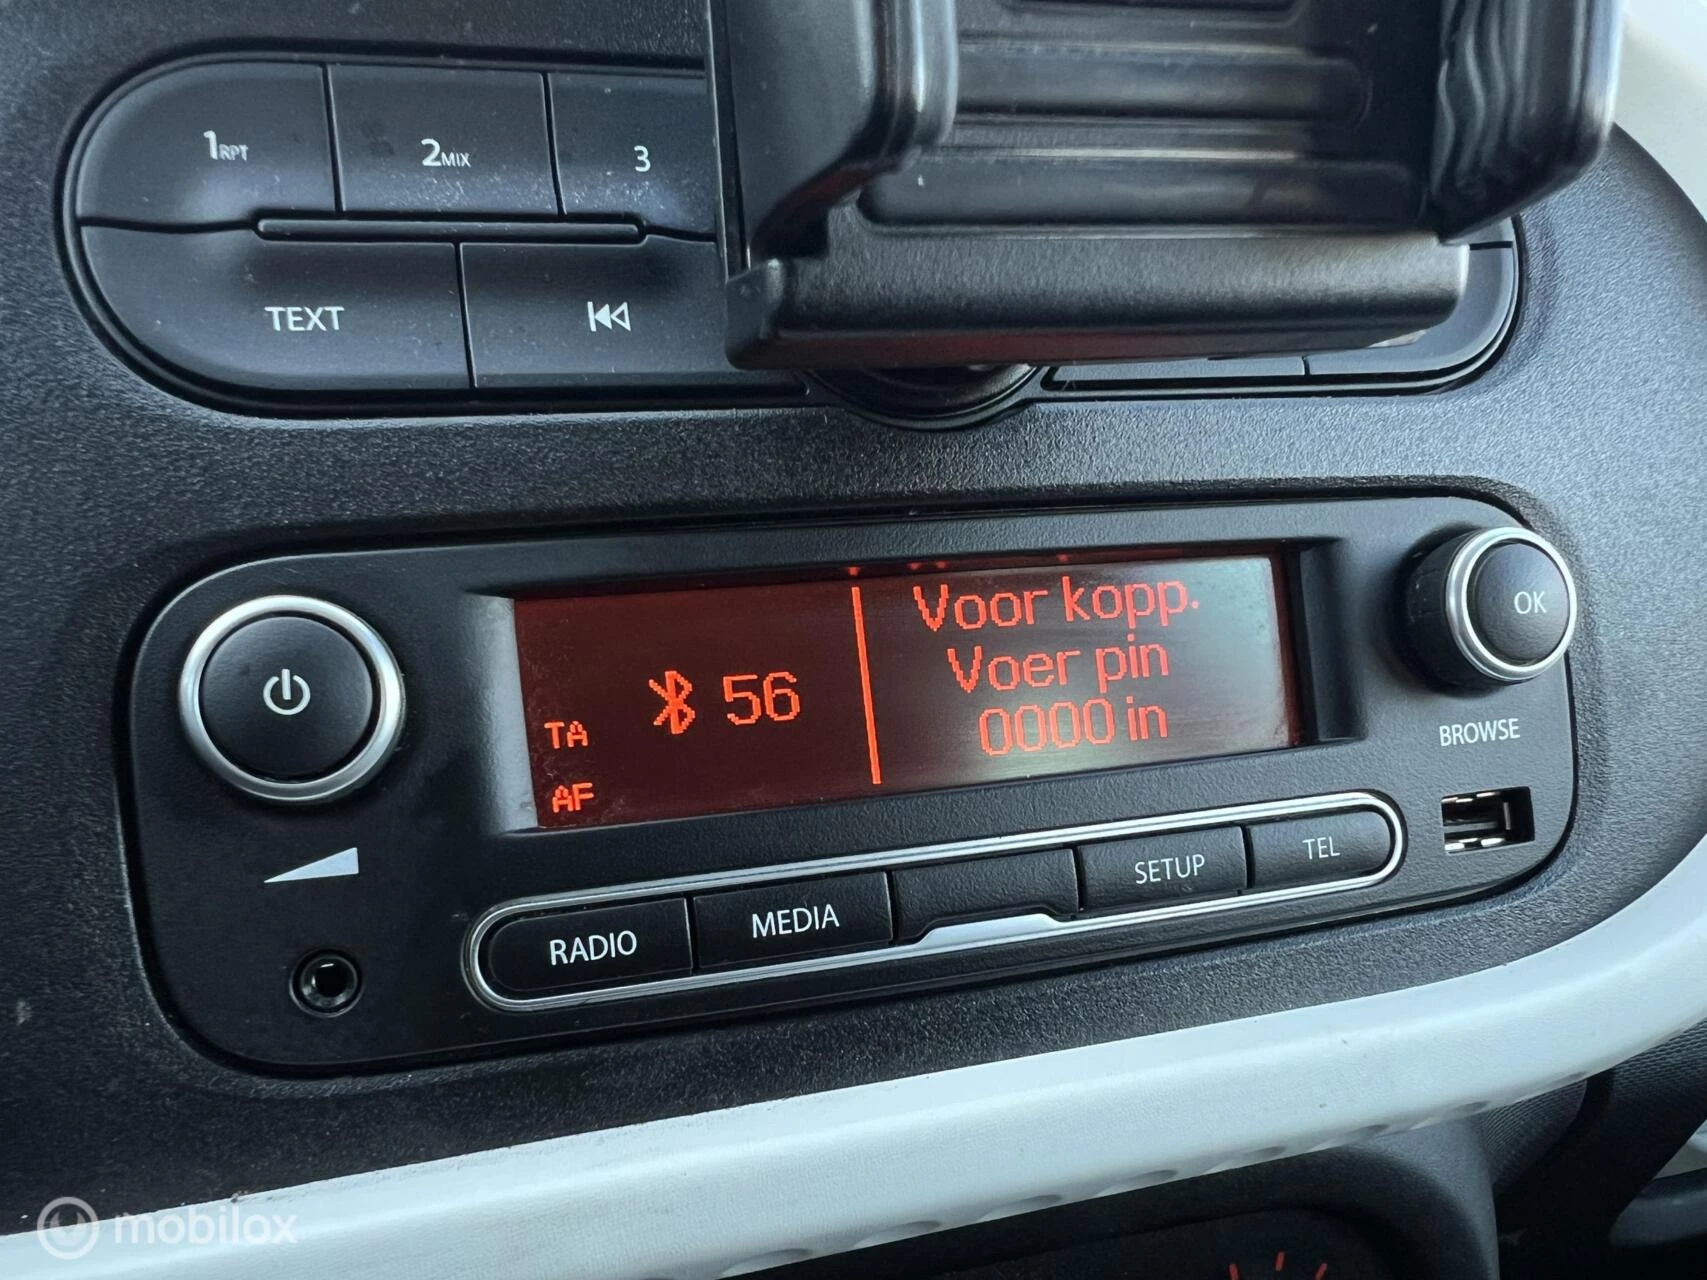 1RPT
2MIX
3
TEXT
OK
56
Voor kopp.
Voer pin
0000 in
TA
AF
BROWSE
RADIO
MEDIA
SETUP
TEL
mobilox